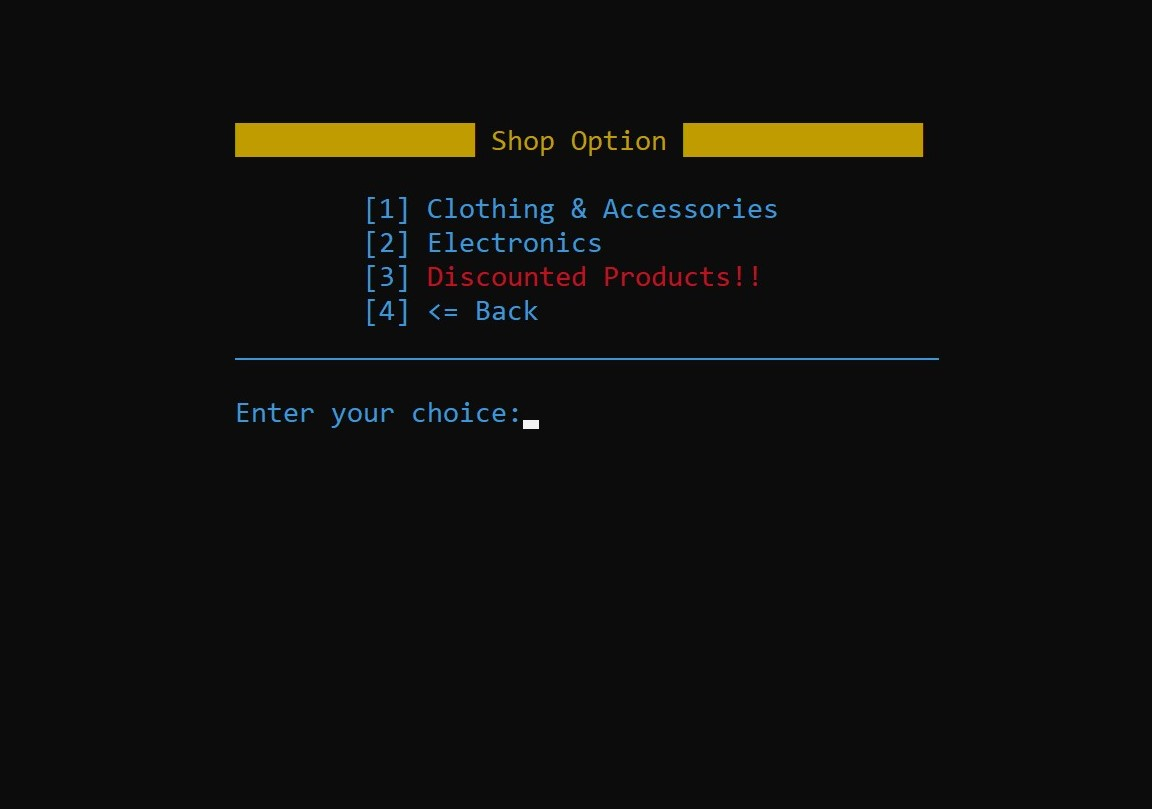 Shop Option
[1] Clothing & Accessories
[2] Electronics
[3] Discounted Products!!
[4] <= Back
Enter your choice: